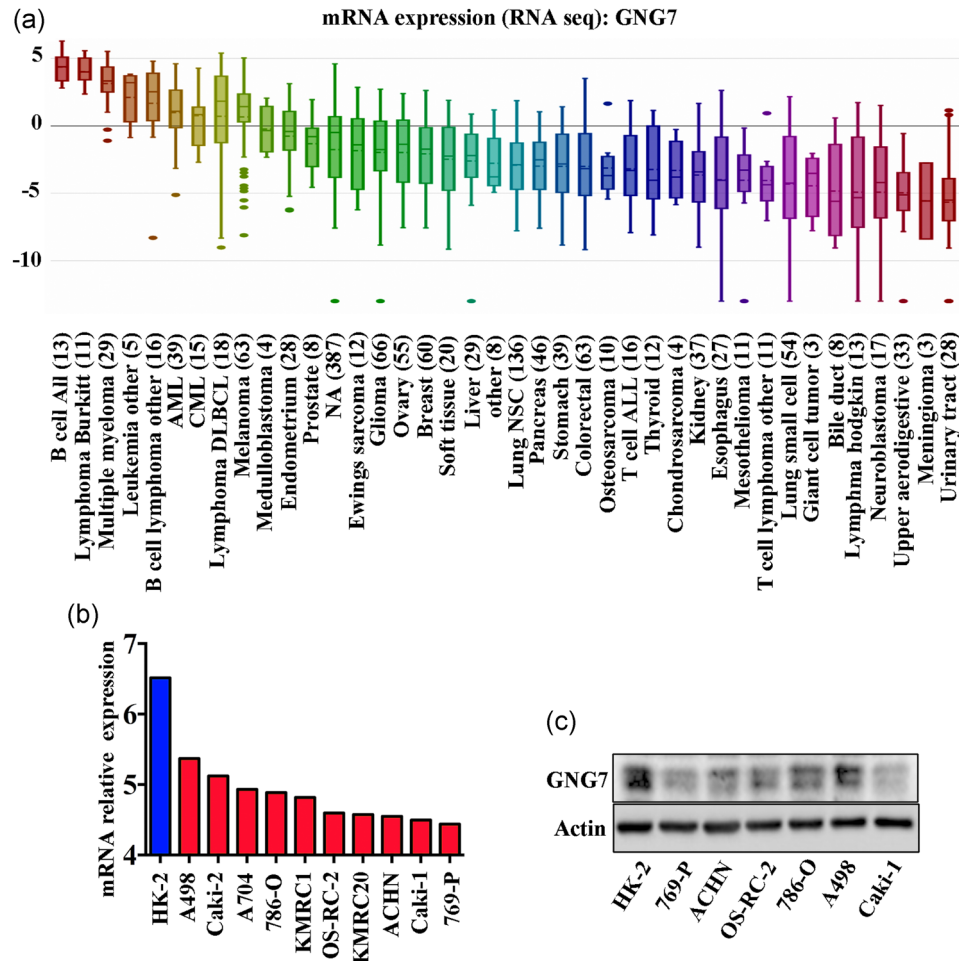 (a)
mRNA expression (RNA seq): GNG7
5
0
-5
-10
B cell All (13)
Lymphoma Burkitt (11)
Multiple myeloma (29)
Leukemia other (5)
B cell lymphoma other (16)
AML (39)
CML (15)
Lymphoma DLBCL (18)
Melanoma (63)
Medulloblastoma (4)
Endometrium (28)
Prostate (8)
NA (387)
Ewings sarcoma (12)
Glioma (66)
Ovary (55)
Breast (60)
Soft tissue (20)
Liver (29)
other (8)
Lung NSC (136)
Pancreas (46)
Stomach (39)
Colorectal (63)
Osteosarcoma (10)
T cell ALL (16)
Thyroid (12)
Chondrosarcoma (4)
Kidney (37)
Esophagus (27)
Mesothelioma (11)
T cell lymphoma other (11)
Lung small cell (54)
Giant cell tumor (3)
Bile duct (8)
Lymphma hodgkin (13)
Neuroblastoma (17)
Upper aerodigestive (33)
Meningioma (3)
Urinary tract (28)
(b)
mRNA relative expression
7
6
5
4
HK-2
A498
Caki-2
A704
786-O
KMRC1
OS-RC-2
KMRC20
ACHN
Caki-1
769-P
(c)
GNG7
Actin
HK-2
769-P
ACHN
OS-RC-2
786-O
A498
Caki-1